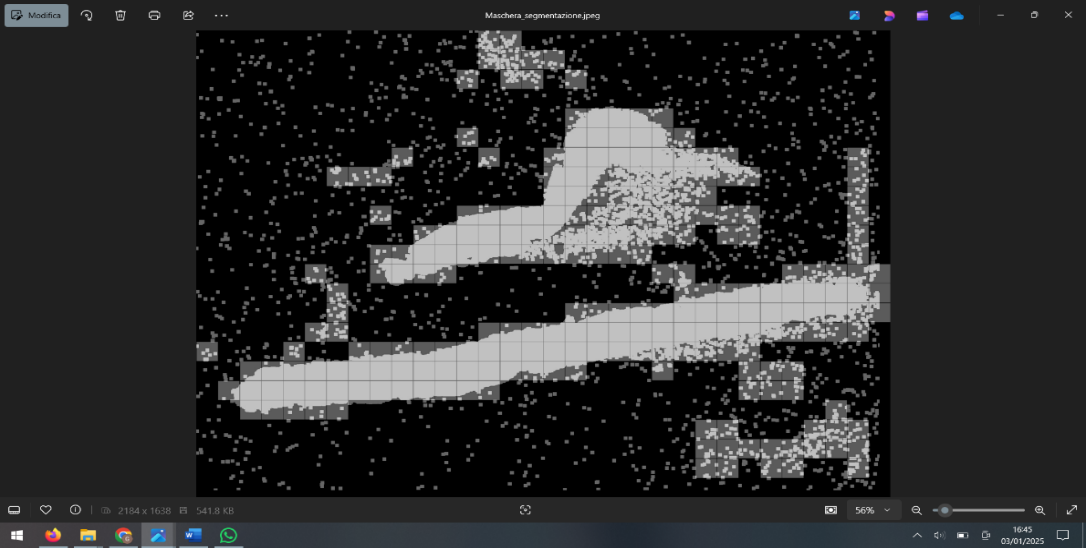 Modifica
Maschera_segmentazione.jpeg
2184 x 1638
541.8 KB
56%
16:45
03/01/2025